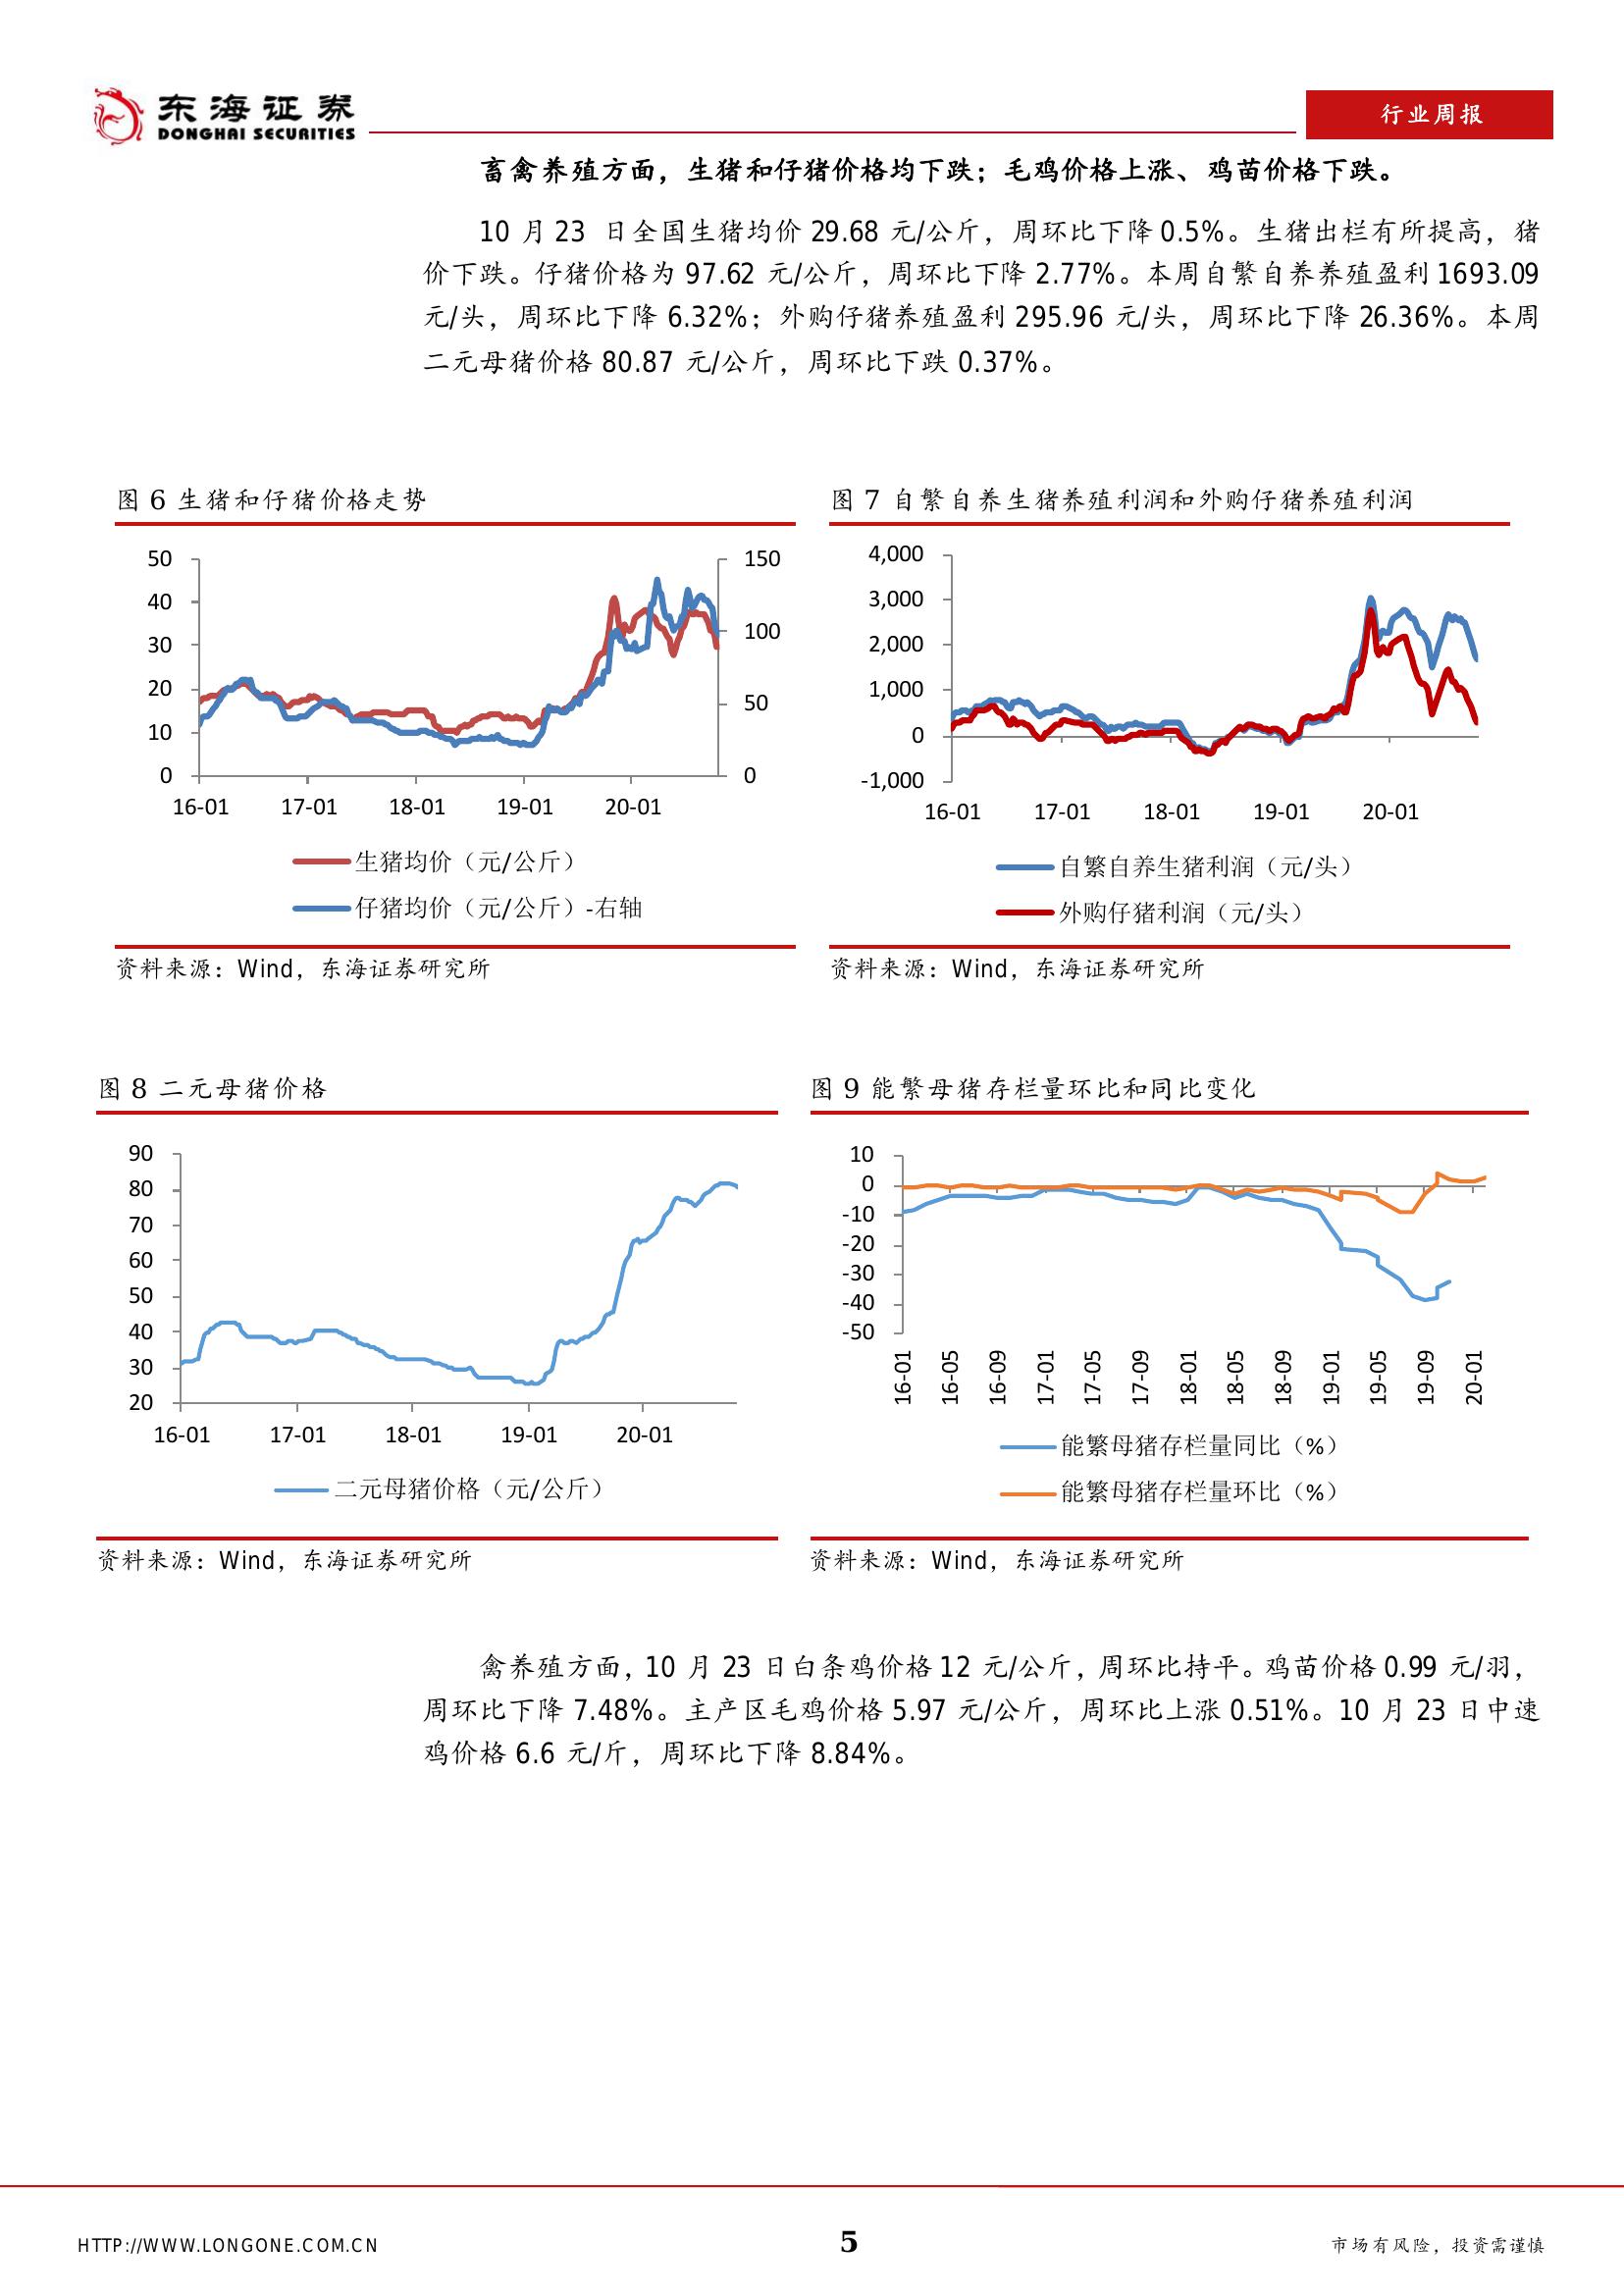 东海证券
DONGHAI SECURITIES
行业周报
畜禽养殖方面，生猪和仔猪价格均下跌；毛鸡价格上涨、鸡苗价格下跌。
10 月 23 日全国生猪均价 29.68 元/公斤，周环比下降 0.5%。生猪出栏有所提高，猪
价下跌。仔猪价格为 97.62 元/公斤，周环比下降 2.77%。本周自繁自养养殖盈利 1693.09
元/头，周环比下降 6.32%；外购仔猪养殖盈利 295.96 元/头，周环比下降 26.36%。本周
二元母猪价格 80.87 元/公斤，周环比下跌 0.37%。
图 6 生猪和仔猪价格走势
50
40
30
20
10
0
150
100
50
0
16-01 17-01 18-01 19-01 20-01
生猪均价（元/公斤）
仔猪均价（元/公斤）-右轴
资料来源：Wind，东海证券研究所
图 7 自繁自养生猪养殖利润和外购仔猪养殖利润
4,000
3,000
2,000
1,000
0
-1,000
16-01 17-01 18-01 19-01 20-01
自繁自养生猪利润（元/头）
外购仔猪利润（元/头）
资料来源：Wind，东海证券研究所
图 8 二元母猪价格
90
80
70
60
50
40
30
20
16-01 17-01 18-01 19-01 20-01
二元母猪价格（元/公斤）
资料来源：Wind，东海证券研究所
图 9 能繁母猪存栏量环比和同比变化
10
0
-10
-20
-30
-40
-50
16-01 16-05 16-09 17-01 17-05 17-09 18-01 18-05 18-09 19-01 19-05 19-09 20-01
能繁母猪存栏量同比（%）
能繁母猪存栏量环比（%）
资料来源：Wind，东海证券研究所
禽养殖方面，10 月 23 日白条鸡价格 12 元/公斤，周环比持平。鸡苗价格 0.99 元/羽，
周环比下降 7.48%。主产区毛鸡价格 5.97 元/公斤，周环比上涨 0.51%。10 月 23 日中速
鸡价格 6.6 元/斤，周环比下降 8.84%。
HTTP://WWW.LONGONE.COM.CN
5
市场有风险，投资需谨慎